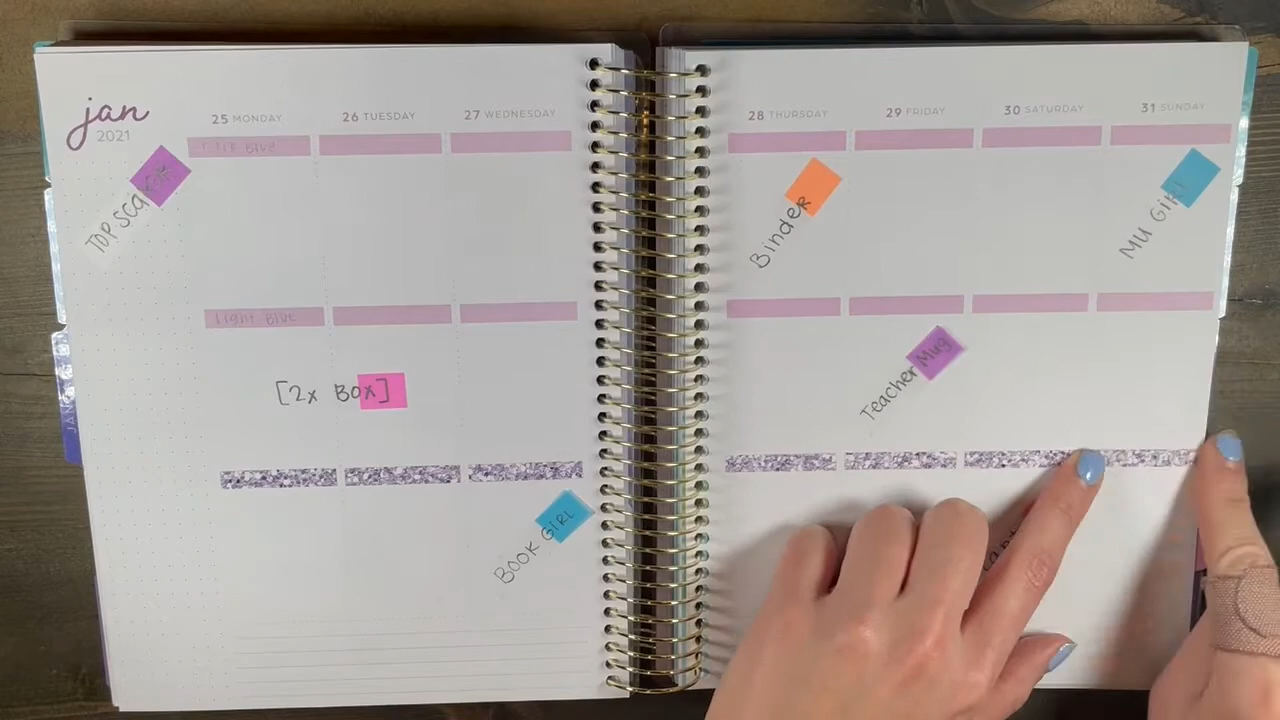 jan
2021
25 MONDAY
26 TUESDAY
27 WEDNESDAY
28 THURSDAY
29 FRIDAY
30 SATURDAY
31 SUNDAY
Binder
MU Girl
Light Blue
[2x BOX]
Teacher Mug
BOOK GIRL